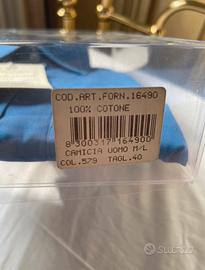 COD.ART.FORN.16490
100% COTONE
8 300317 164900
CAMICIA UOMO M/L
COL.579 TAGL.40
subito